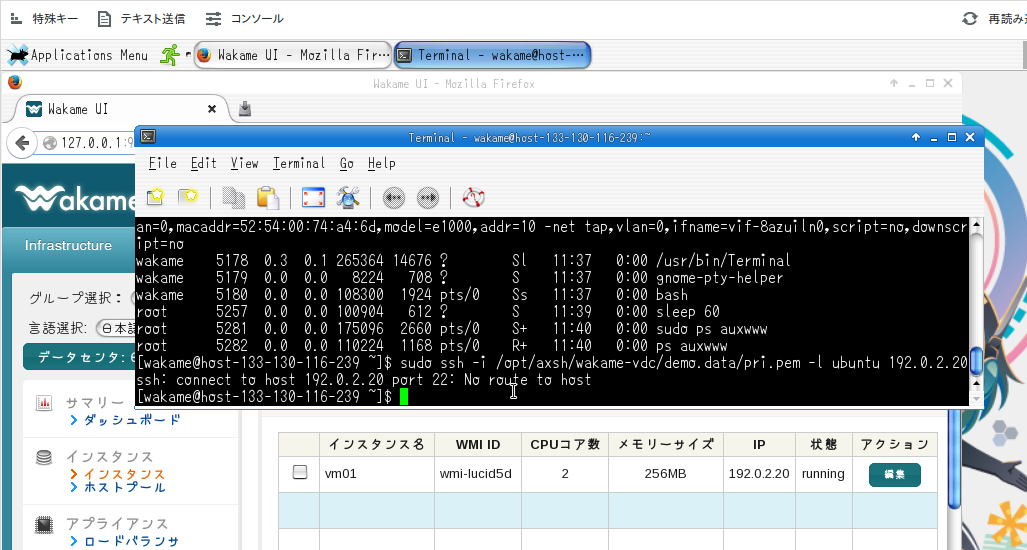 特殊キー テキスト送信 コンソール 再読み
Applications Menu Wakame UI - Mozilla Fir... Terminal - wakame@host-...
Wakame UI - Mozilla Firefox
Wakame UI
127.0.0.1:9
Terminal - wakame@host-133-130-116-239:~
File Edit View Terminal Go Help
an=0,macaddr=52:54:00:74:a4:6d,model=e1000,addr=10 -net tap,vlan=0,ifname=vif-8azuiln0,script=no,downscr
ipt=no
wakame 5178 0.3 0.1 265364 14676 ? Sl 11:37 0:00 /usr/bin/Terminal
wakame 5179 0.0 0.0 8224 708 ? S 11:37 0:00 gnome-pty-helper
wakame 5180 0.0 0.0 108300 1924 pts/0 Ss 11:37 0:00 bash
root 5257 0.0 0.0 100904 612 ? S 11:39 0:00 sleep 60
root 5281 0.0 0.0 175096 2660 pts/0 S+ 11:40 0:00 sudo ps auxwww
root 5282 0.0 0.0 110224 1168 pts/0 R+ 11:40 0:00 ps auxwww
[wakame@host-133-130-116-239 ~]$ sudo ssh -i /opt/axsh/wakame-vdc/demo.data/pri.pem -l ubuntu 192.0.2.20
ssh: connect to host 192.0.2.20 port 22: No route to host
[wakame@host-133-130-116-239 ~]$
Wakame
Infrastructure
グループ選択：
言語選択: 日本語
データセンタ:
サマリー
ダッシュボード
インスタンス
インスタンス
ホストプール
アプライアンス
ロードバランサ
インスタンス名 WMI ID CPUコア数 メモリーサイズ IP 状態 アクション
vm01 wmi-lucid5d 2 256MB 192.0.2.20 running 編集